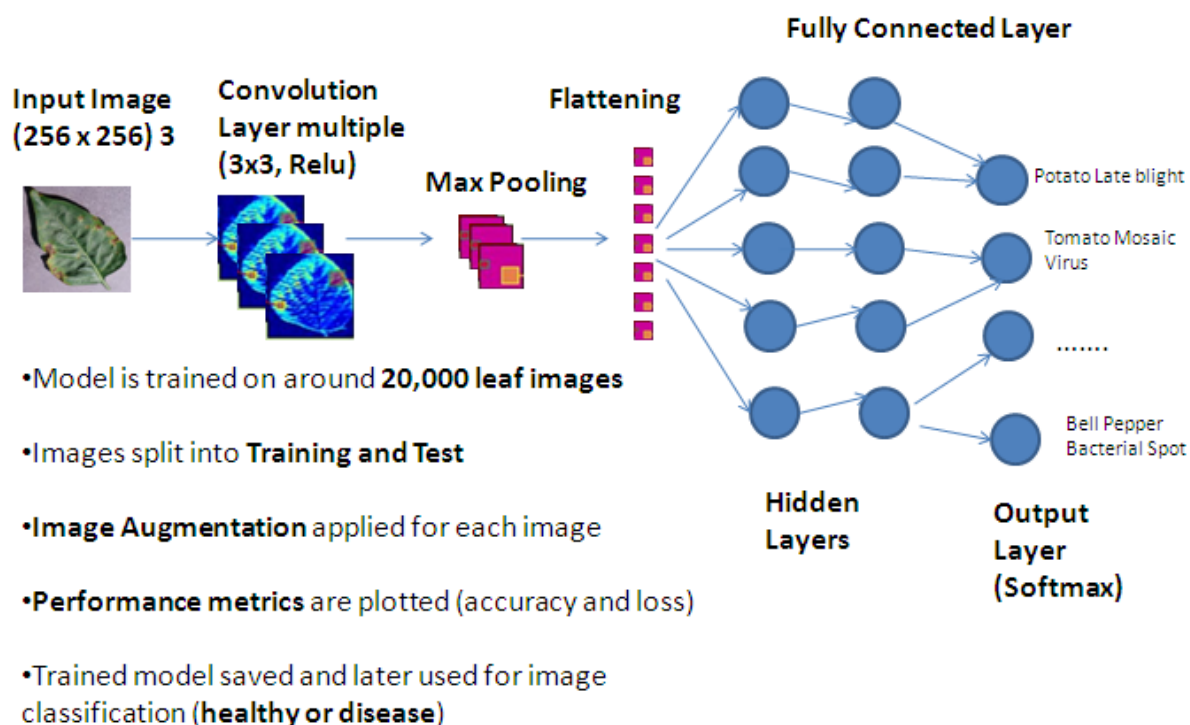 Fully Connected Layer
Input Image
(256 x 256) 3
Convolution
Layer multiple
(3x3, Relu)
Max Pooling
Flattening
Potato Late blight
Tomato Mosaic
Virus
.......
Bell Pepper
Bacterial Spot
Hidden
Layers
Output
Layer
(Softmax)
•Model is trained on around 20,000 leaf images
•Images split into Training and Test
•Image Augmentation applied for each image
•Performance metrics are plotted (accuracy and loss)
•Trained model saved and later used for image
classification (healthy or disease)